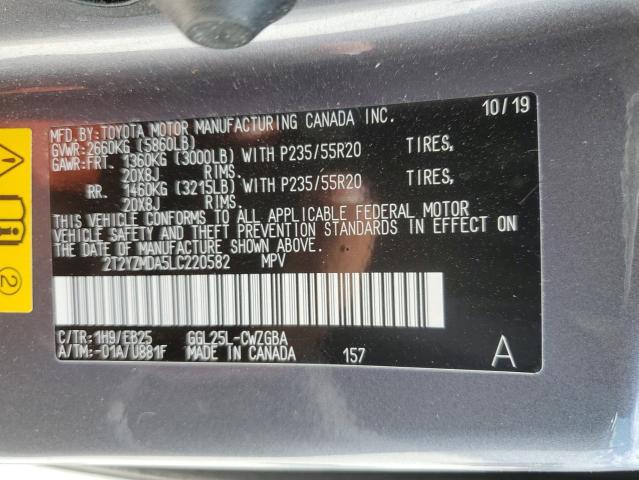 MFD.BY:TOYOTA MOTOR MANUFACTURING CANADA INC. 10/19
GVWR:2660KG (5860LB)
GAWR:FRT. 1360KG (3000LB) WITH P235/55R20 TIRES,
20X8J RIMS.
RR. 1460KG (3215LB) WITH P235/55R20 TIRES,
20X8J RIMS.
THIS VEHICLE CONFORMS TO ALL APPLICABLE FEDERAL MOTOR
VEHICLE SAFETY AND THEFT PREVENTION STANDARDS IN EFFECT ON
THE DATE OF MANUFACTURE SHOWN ABOVE.
2T2YZMDA5LC220582 MPV
C/TR:1H9/EB25 GGL25L-CWZGBA
A/TM:-01A/U881F MADE IN CANADA 157 A
2